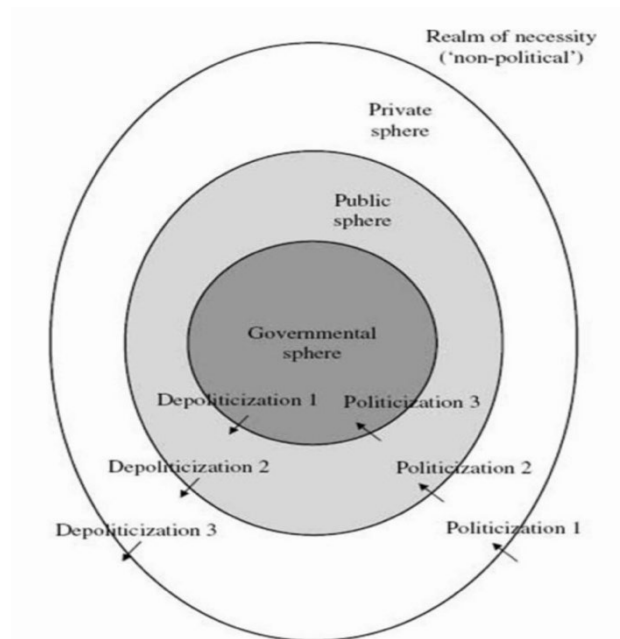 Realm of necessity
(‘non-political’)
Private
sphere
Public
sphere
Governmental
sphere
Depoliticization 1
Politicization 3
Depoliticization 2
Politicization 2
Depoliticization 3
Politicization 1